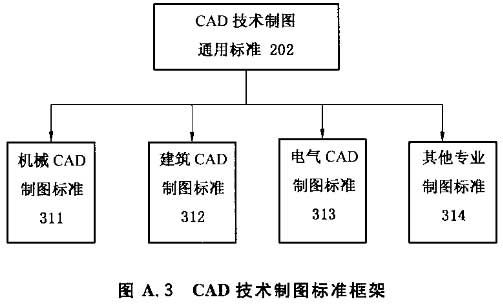 CAD 技术制图
通用标准 202
机械 CAD
制图标准
311
建筑 CAD
制图标准
312
电气 CAD
制图标准
313
其他专业
制图标准
314
图 A.3 CAD 技术制图标准框架